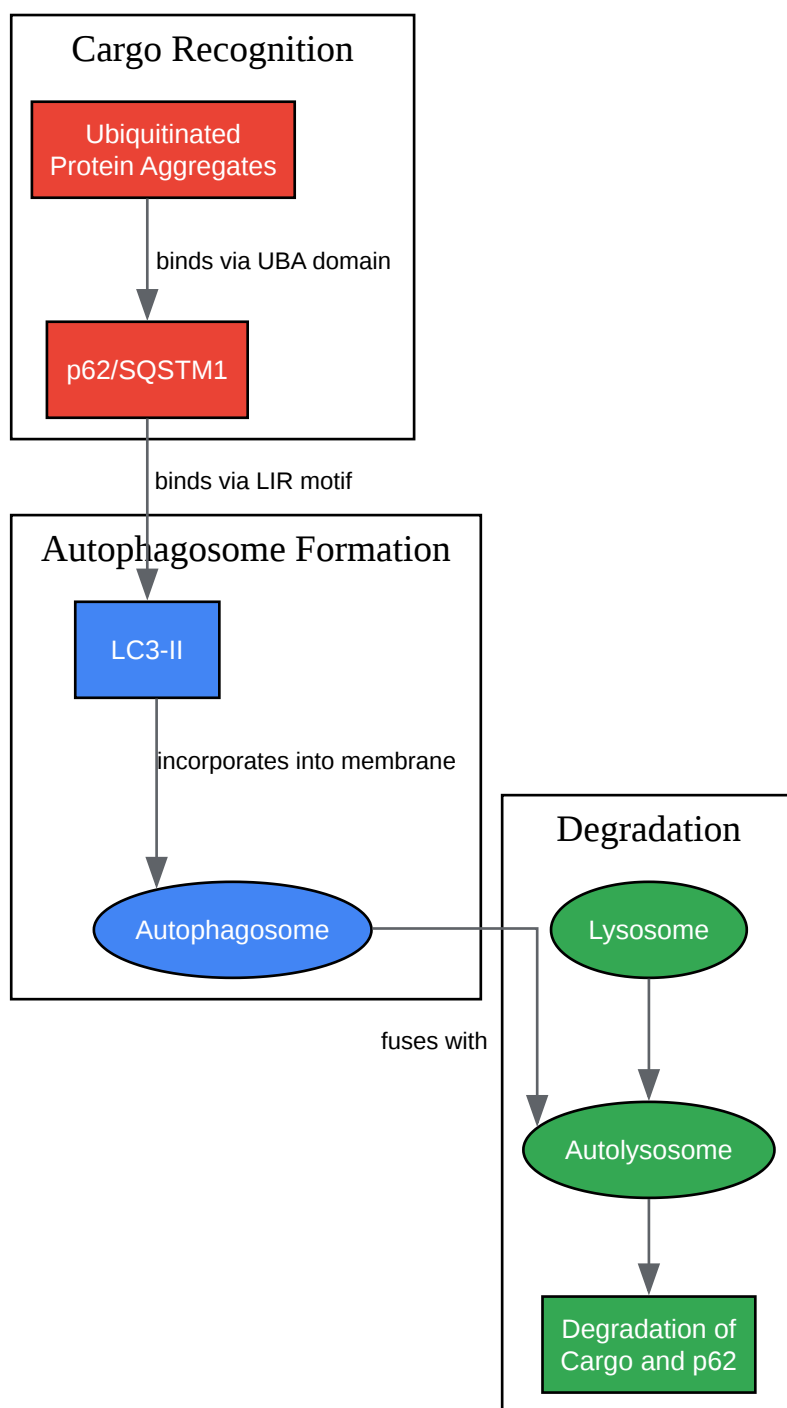 Cargo Recognition
Ubiquitinated
Protein Aggregates
binds via UBA domain
p62/SQSTM1
binds via LIR motif
Autophagosome Formation
LC3-II
incorporates into membrane
Autophagosome
fuses with
Degradation
Lysosome
Autolysosome
Degradation of
Cargo and p62